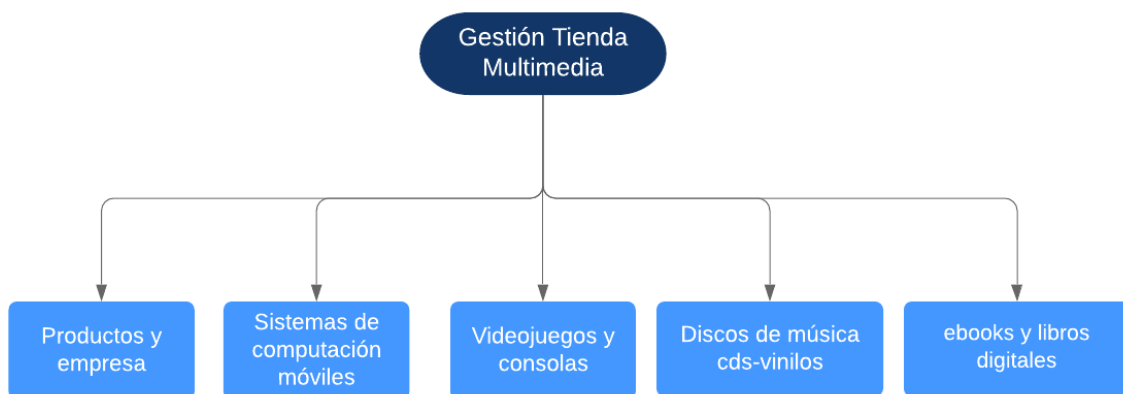 Gestión Tienda
Multimedia
Productos y
empresa
Sistemas de
computación
móviles
Videojuegos y
consolas
Discos de música
cds-vinilos
ebooks y libros
digitales